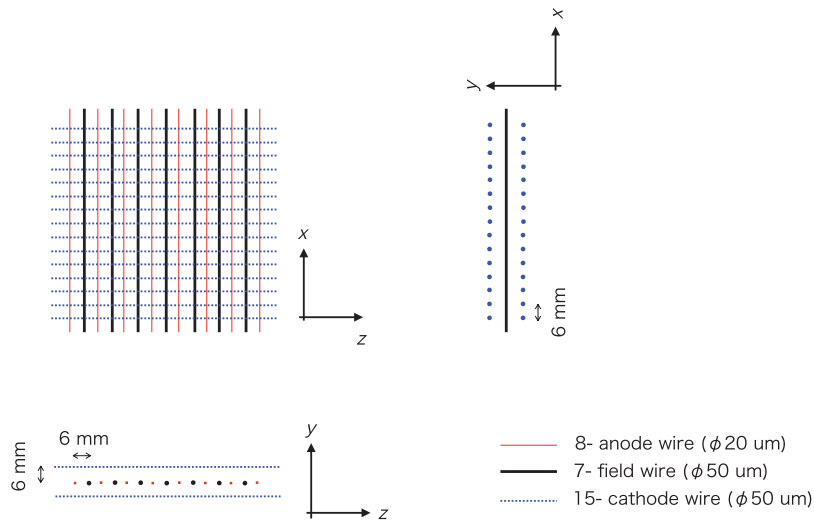 x
y
x
z
6 mm
6 mm
6 mm
y
z
8- anode wire (φ20 um)
7- field wire (φ50 um)
15- cathode wire (φ50 um)